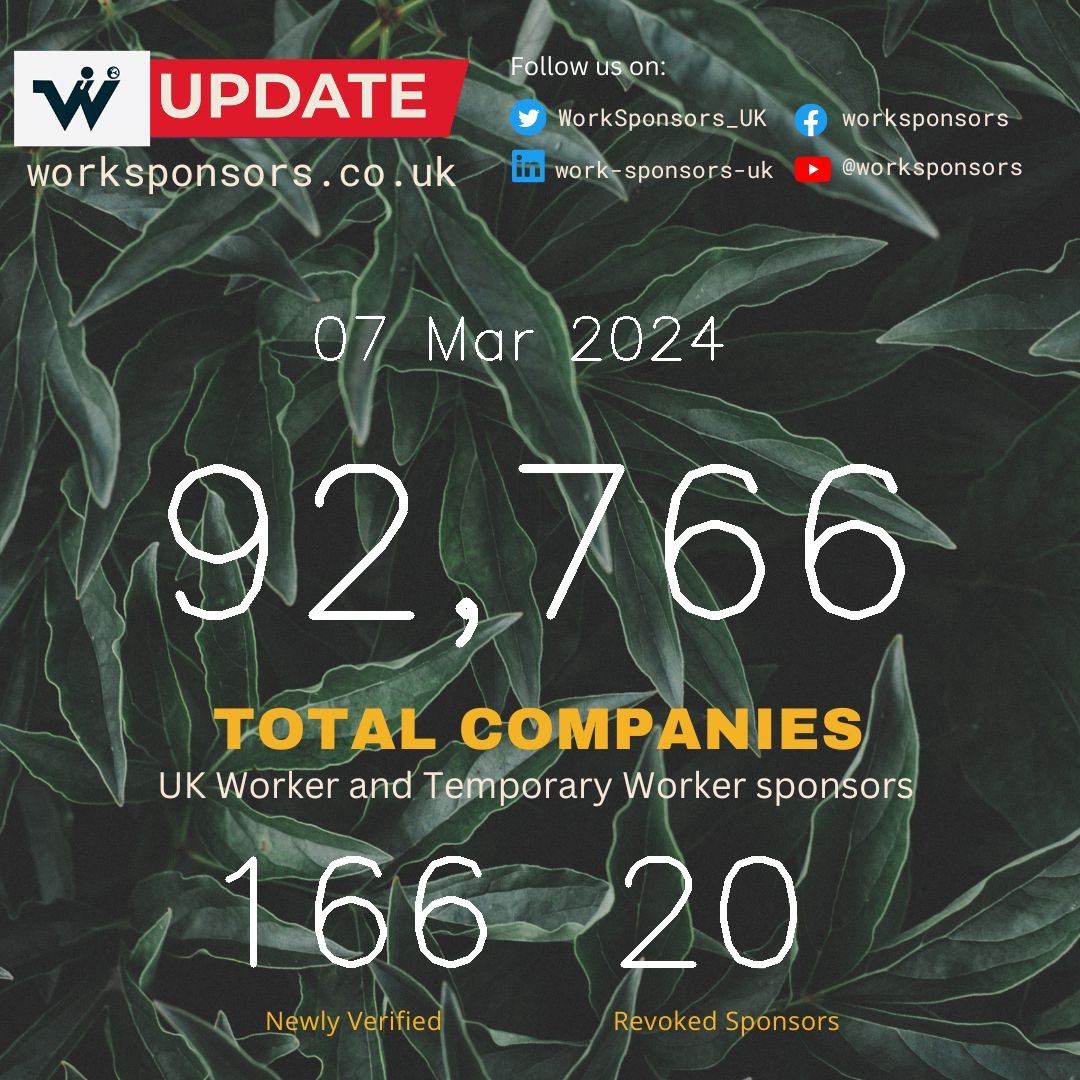 W UPDATE
worksponsors.co.uk
Follow us on:
WorkSponsors_UK worksponsors
work-sponsors-uk @worksponsors
07 Mar 2024
92,766
TOTAL COMPANIES
UK Worker and Temporary Worker sponsors
166 20
Newly Verified Revoked Sponsors